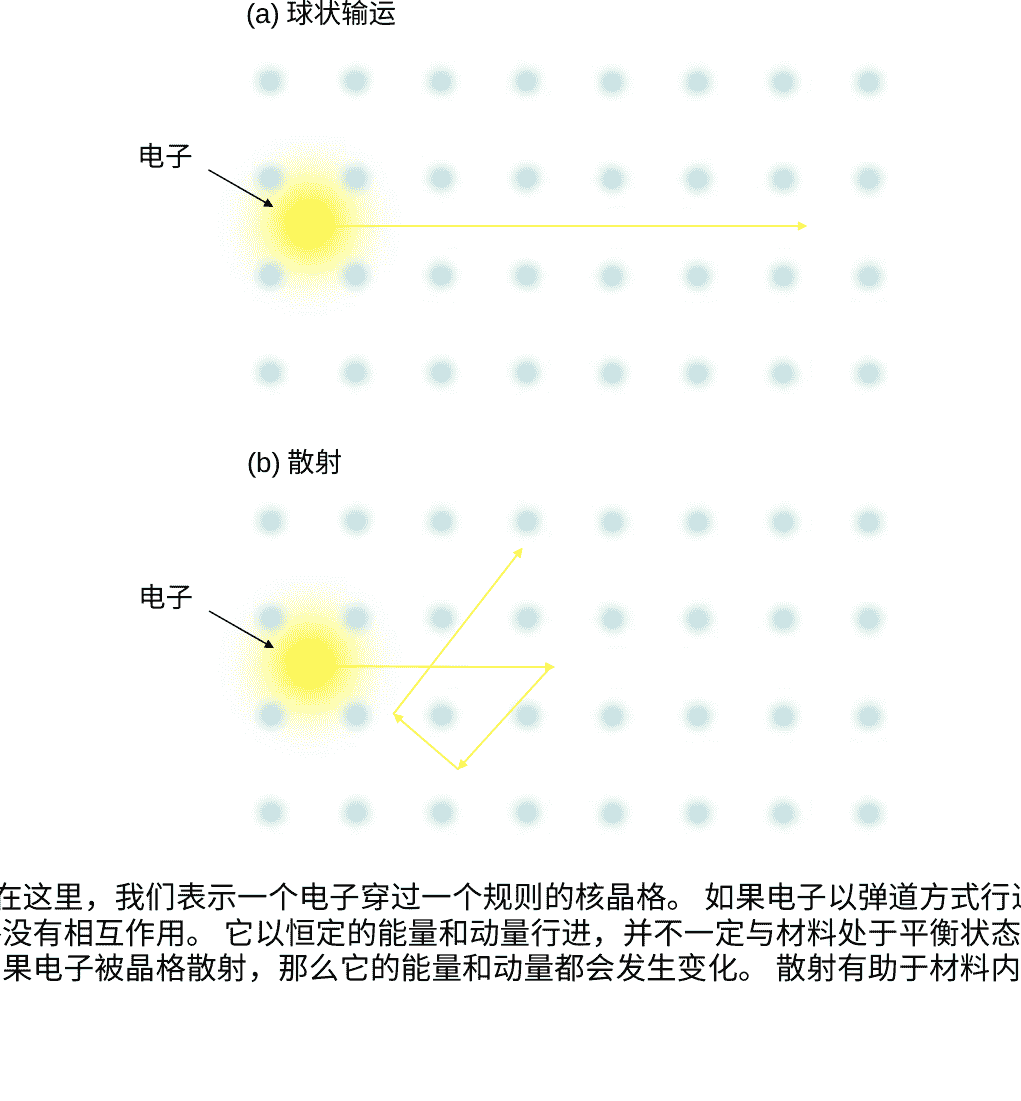 (a) 球状输运
电子
(b) 散射
电子
在这里，我们表示一个电子穿过一个规则的核晶格。 如果电子以弹道方式行进
没有相互作用。 它以恒定的能量和动量行进，并不一定与材料处于平衡状态
果电子被晶格散射，那么它的能量和动量都会发生变化。 散射有助于材料内